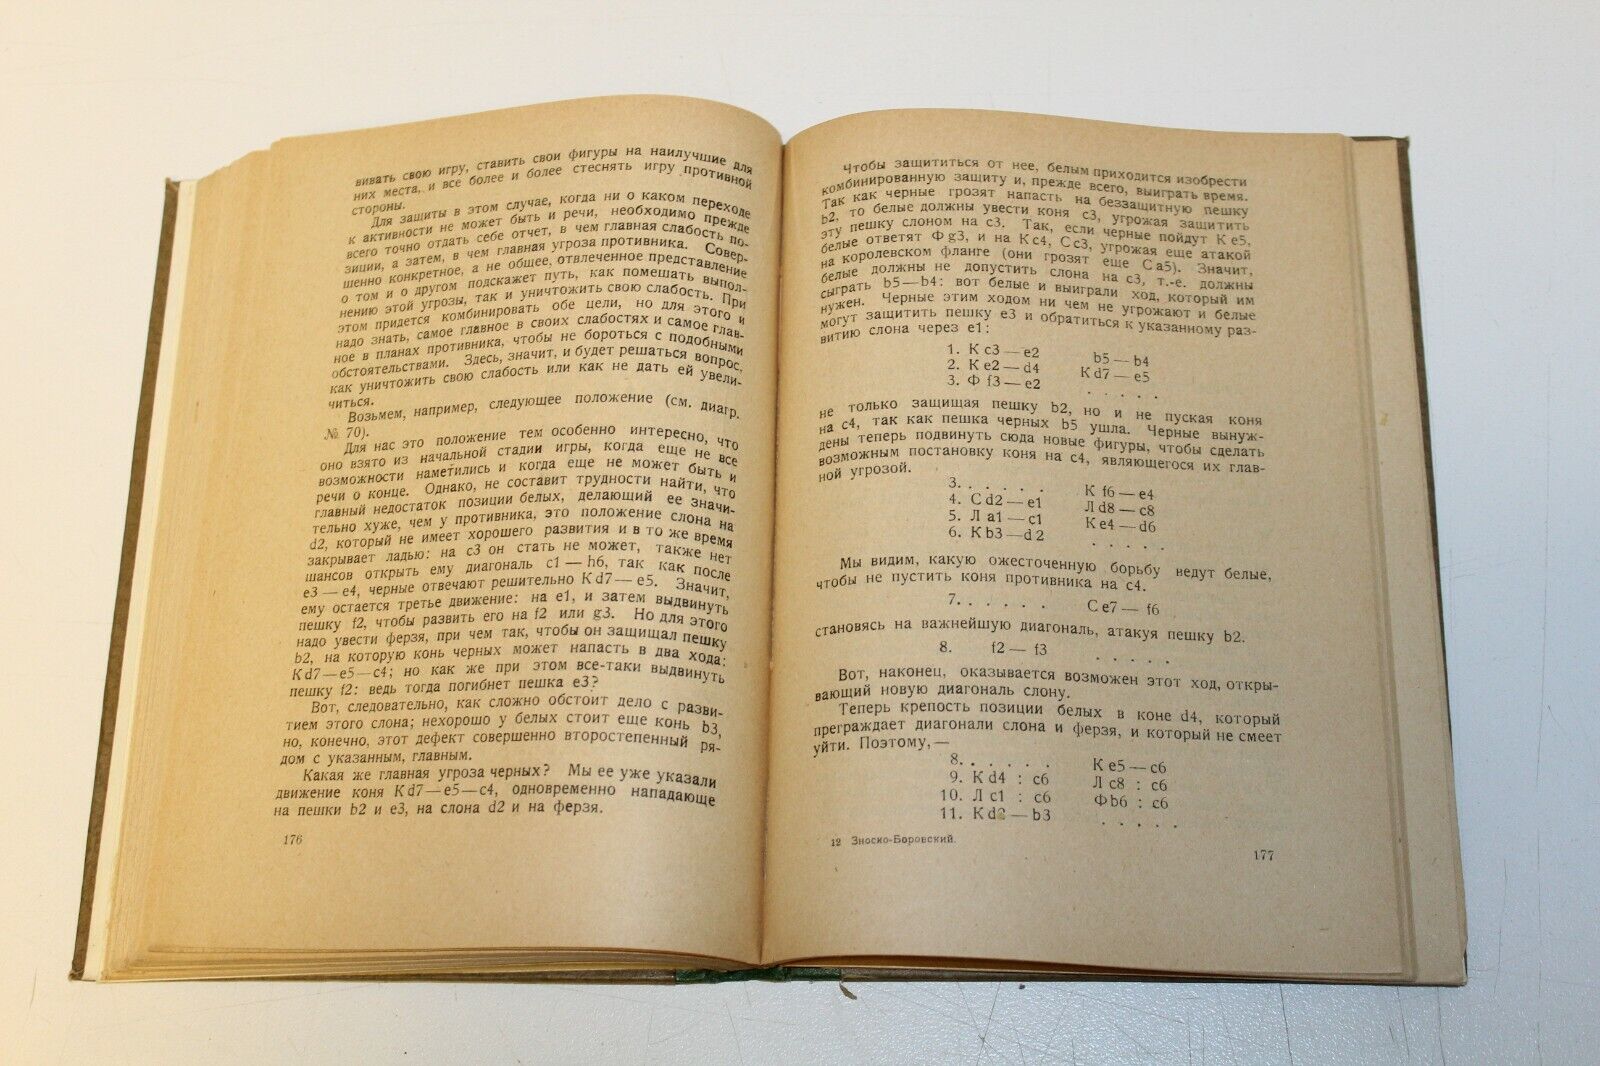 вивать свою игру, ставить свои фигуры на наилучшие для
них места, и все более и более стеснять игру противной
стороны.
Для защиты в этом случае, когда ни о каком переходе
к активности не может быть и речи, необходимо прежде
всего точно отдать себе отчет, в чем главная слабость по-
зиции, а затем, в чем главная угроза противника. Совер-
шенно конкретное, а не общее, отвлеченное представление
о том и о другом подскажет путь, как помешать выпол-
нению этой угрозы, так и уничтожить свою слабость. При
этом придется комбинировать обе цели, но для этого и
надо знать, самое главное в своих слабостях и самое глав-
ное в планах противника, чтобы не бороться с подобными
обстоятельствами. Здесь, значит, и будет решаться вопрос,
как уничтожить свою слабость или как не дать ей увели-
читься.
Возьмем, например, следующее положение (см. диагр.
№ 70).
Для нас это положение тем особенно интересно, что
оно взято из начальной стадии игры, когда еще не все
возможности наметились и когда еще не может быть и
речи о конце. Однако, не составит трудности найти, что
главный недостаток позиции белых, делающий ее значи-
тельно хуже, чем у противника, это положение слона на
d2, который не имеет хорошего развития и в то же время
закрывает ладью: на c3 он стать не может, также нет
шансов открыть ему диагональ c1 — h6, так как после
e3 — e4, черные отвечают решительно К d7 — e5. Значит,
ему остается третье движение: на e1, и затем выдвинуть
пешку f2, чтобы развить его на f2 или g3. Но для этого
надо увести ферзя, при чем так, чтобы он защищал пешку
b2, на которую конь черных может напасть в два хода:
К d7 — e5 — c4; но как же при этом все-таки выдвинуть
пешку f2: ведь тогда погибнет пешка e3?
Вот, следовательно, как сложно обстоит дело с разви-
тием этого слона; нехорошо у белых стоит еще конь b3,
но, конечно, этот дефект совершенно второстепенный ря-
дом с указанным, главным.
Какая же главная угроза черных? Мы ее уже указали
движение коня К d7 — e5 — c4, одновременно нападающе
на пешки b2 и e3, на слона d2 и на ферзя.
176
Чтобы защититься от нее, белым приходится изобрести
комбинированную защиту и, прежде всего, выиграть время.
Так как черные грозят напасть на беззащитную пешку
b2, то белые должны увести коня c3, угрожая защитить
эту пешку слоном на c3. Так, если черные пойдут К e5,
белые ответят Ф g3, и на К c4, С c3, угрожая еще атакой
на королевском фланге (они грозят еще С a5). Значит,
белые должны не допустить слона на c3, т.-е. должны
сыграть b5 — b4: вот белые и выиграли ход, который им
нужен. Черные этим ходом ни чем не угрожают и белые
могут защитить пешку e3 и обратиться к указанному раз-
витию слона через e1:
1. К c3 — e2 b5 — b4
2. К e2 — d4 К d7 — e5
3. Ф f3 — e2 . . . . .
не только защищая пешку b2, но и не пуская коня
на c4, так как пешка черных b5 ушла. Черные вынуж-
дены теперь подвинуть сюда новые фигуры, чтобы сделать
возможным постановку коня на c4, являющегося их глав-
ной угрозой.
3. . . . . . К f6 — e4
4. С d2 — e1 Л d8 — c8
5. Л a1 — c1 К e4 — d6
6. К b3 — d2 . . . . .
Мы видим, какую ожесточенную борьбу ведут белые,
чтобы не пустить коня противника на c4.
7. . . . . . С e7 — f6
становясь на важнейшую диагональ, атакуя пешку b2.
8. f2 — f3 . . . . .
Вот, наконец, оказывается возможен этот ход, откры-
вающий новую диагональ слону.
Теперь крепость позиции белых в коне d4, который
преграждает диагонали слона и ферзя, и который не смеет
уйти. Поэтому, —
8. . . . . . К e5 — c6
9. К d4 : c6 Л c8 : c6
10. Л c1 : c6 Ф b6 : c6
11. К d2 — b3 . . . . .
12 Зноско-Боровский.
177